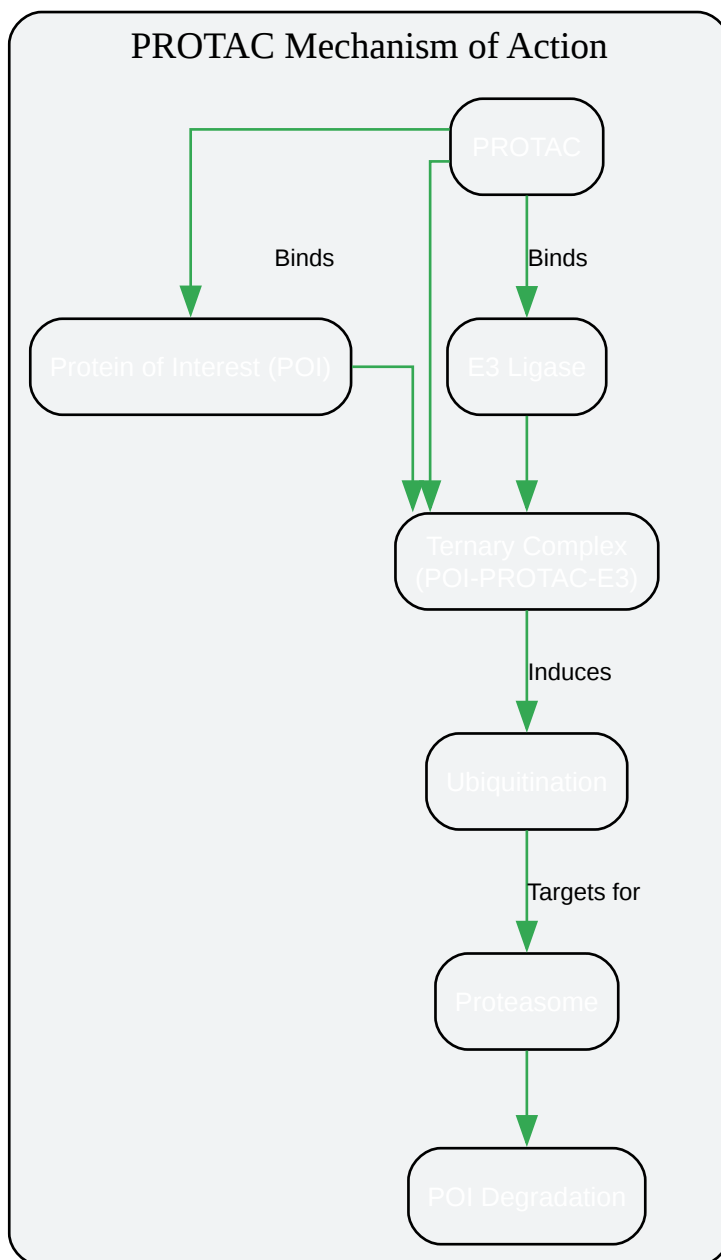 PROTAC Mechanism of Action
PROTAC
Binds
Binds
Protein of Interest (POI)
E3 Ligase
Ternary Complex
(POI-PROTAC-E3)
Induces
Ubiquitination
Targets for
Proteasome
POI Degradation